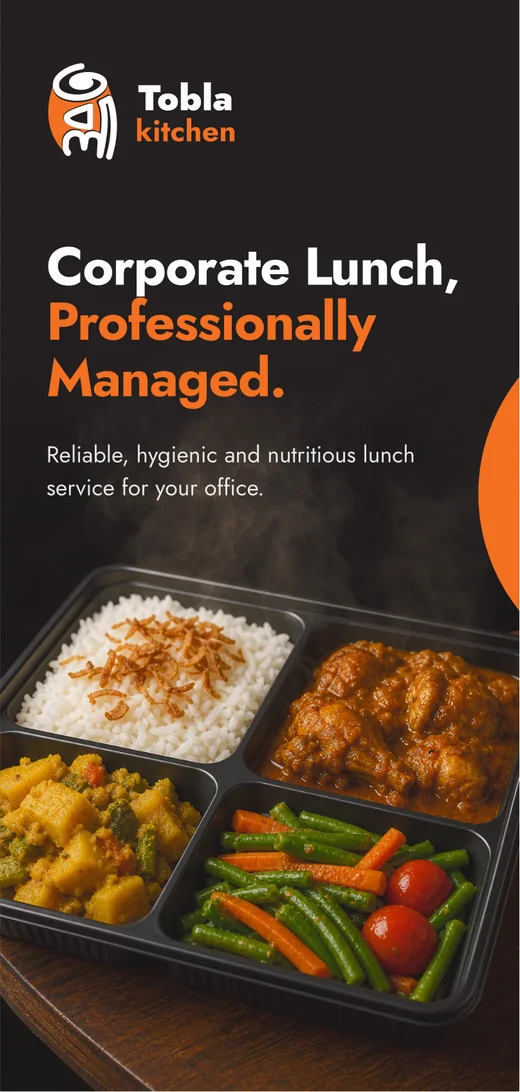 Tobla
kitchen
Corporate Lunch,
Professionally
Managed.
Reliable, hygienic and nutritious lunch
service for your office.